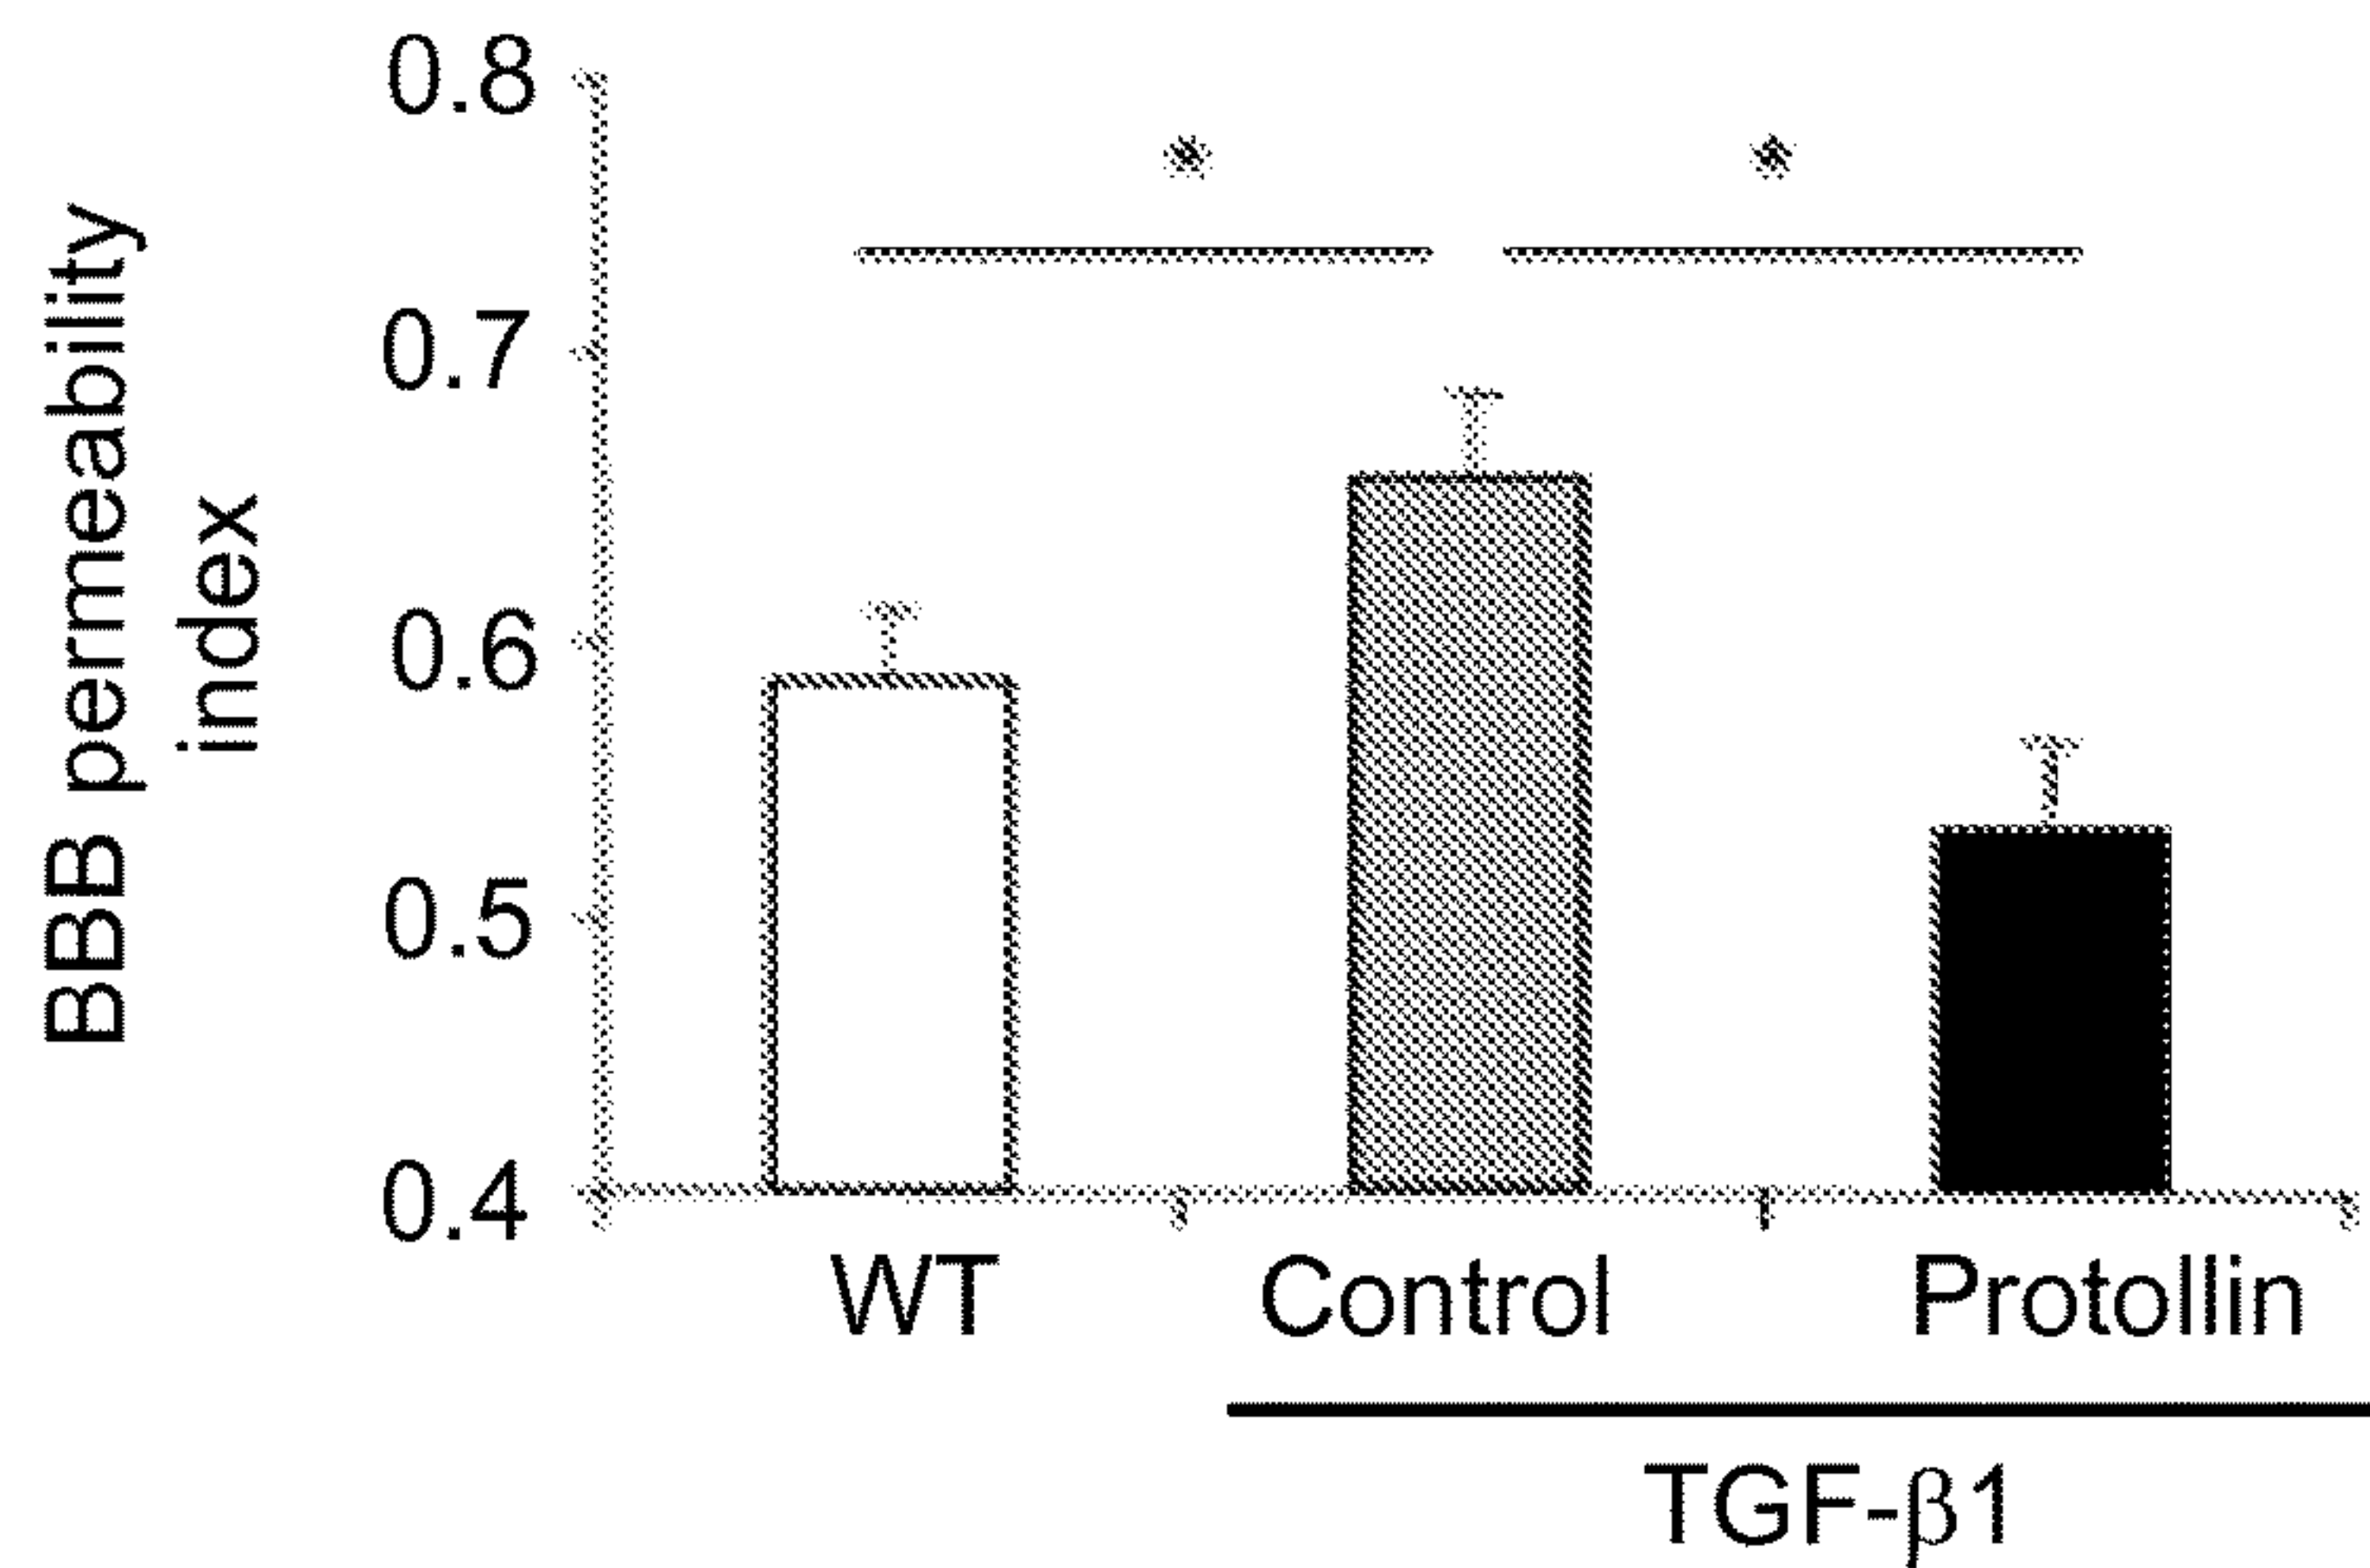 BBB permeability
index
0.8
0.7
0.6
0.5
0.4
* *
WT Control Protollin
TGF-β1